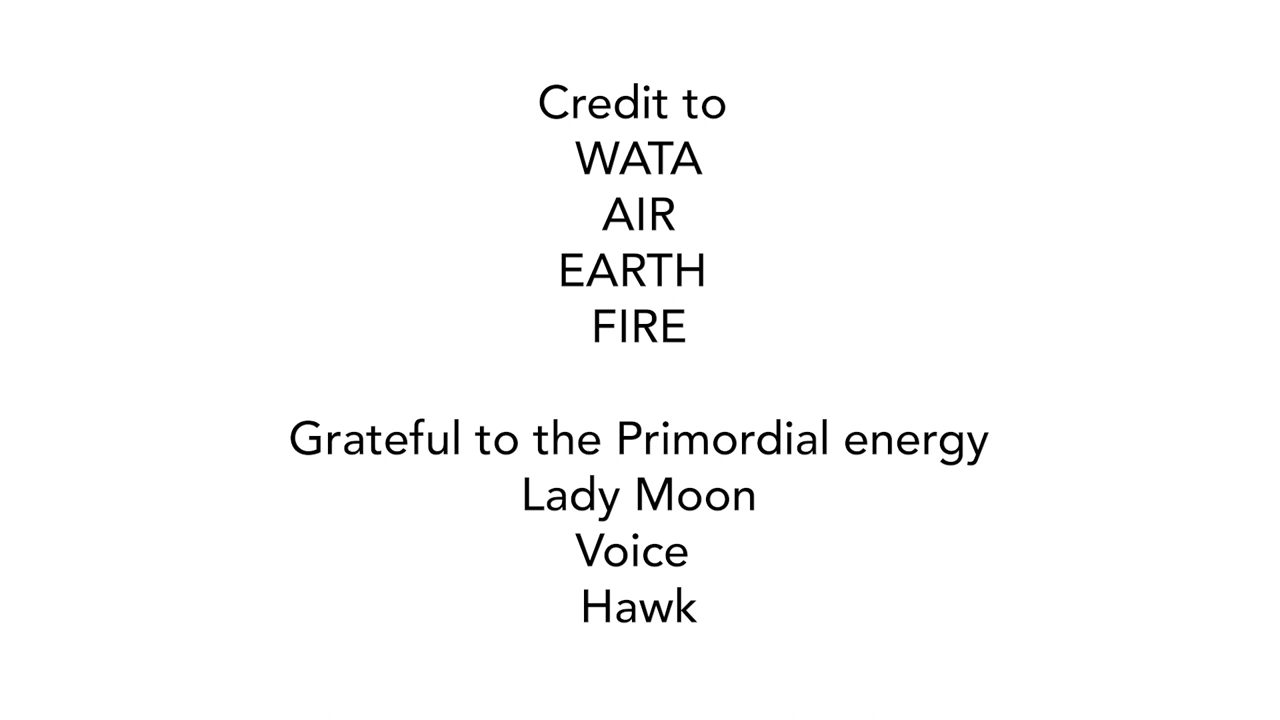 Credit to
WATA
AIR
EARTH
FIRE
Grateful to the Primordial energy
Lady Moon
Voice
Hawk